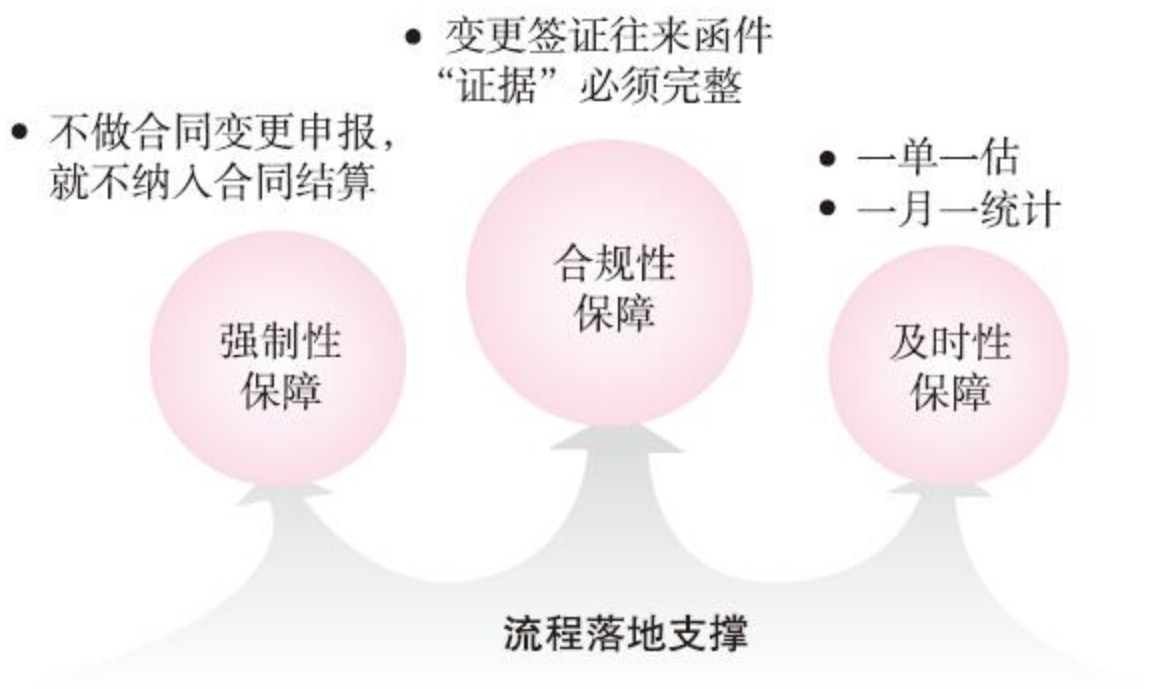 • 变更签证往来函件
“证据”必须完整
• 不做合同变更申报，
就不纳入合同结算
• 一单一估
• 一月一统计
强制性
保障
合规性
保障
及时性
保障
流程落地支撑